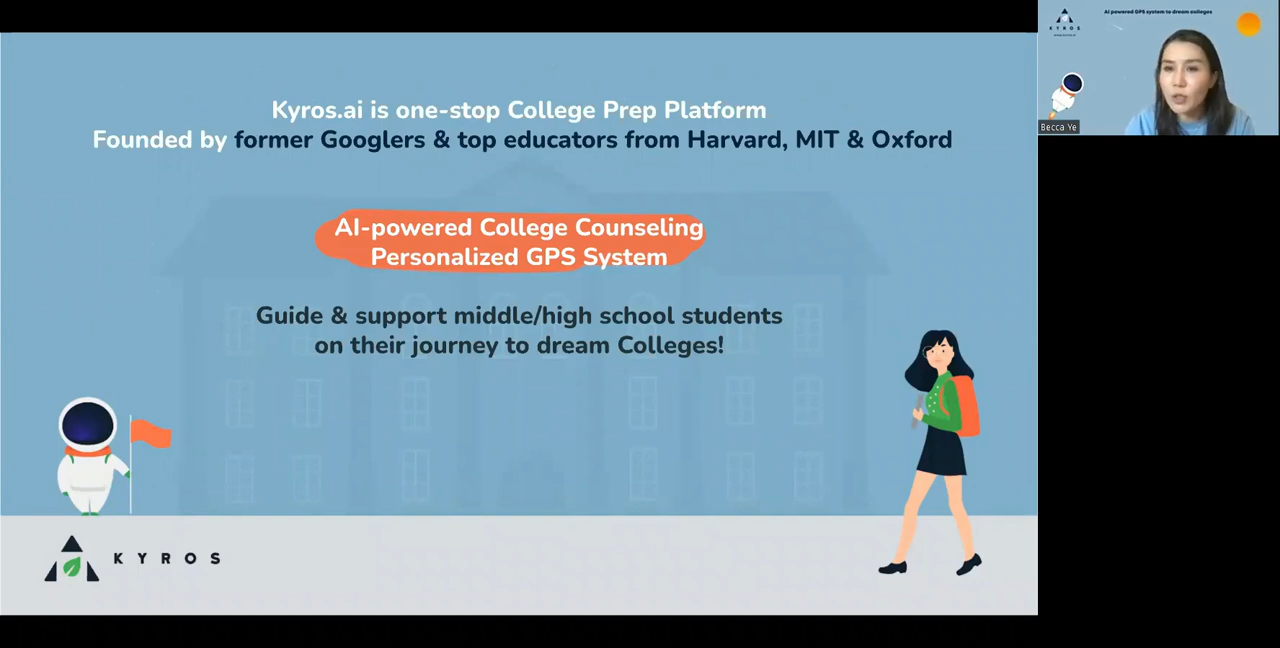 Kyros.ai is one-stop College Prep Platform
Founded by former Googlers & top educators from Harvard, MIT & Oxford
AI-powered College Counseling
Personalized GPS System
Guide & support middle/high school students
on their journey to dream Colleges!
KYROS
AI powered GPS system to dream colleges
KYROS
Becca Ye